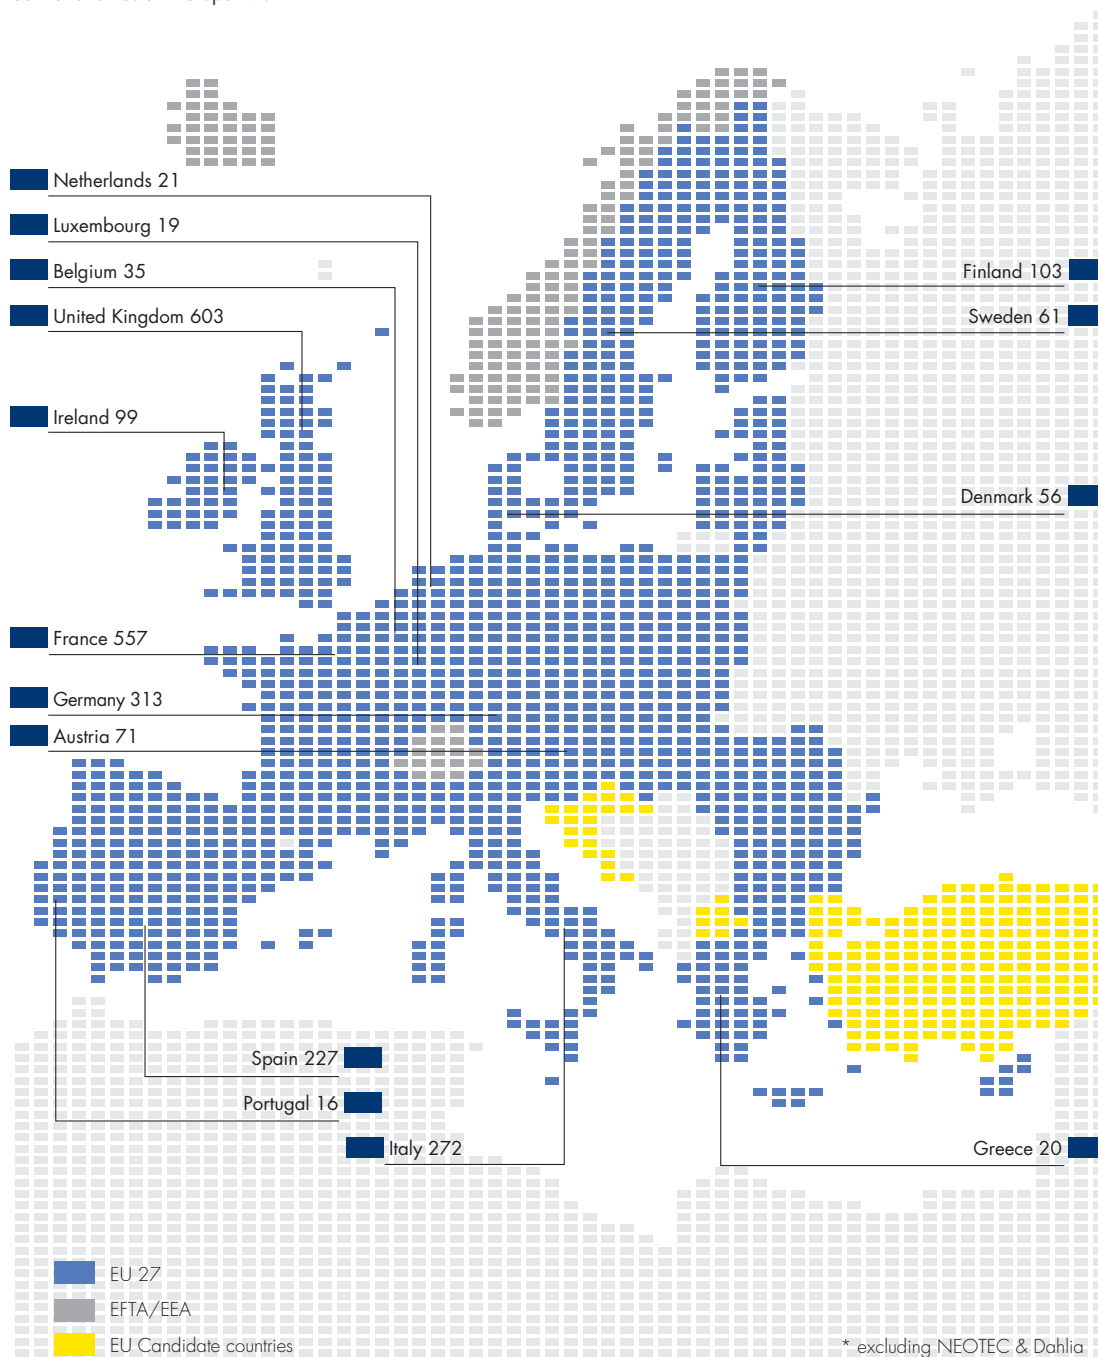 Netherlands 21
Luxembourg 19
Belgium 35
United Kingdom 603
Ireland 99
Finland 103
Sweden 61
Denmark 56
France 557
Germany 313
Austria 71
Spain 227
Portugal 16
Italy 272
Greece 20
EU 27
EFTA/EEA
EU Candidate countries
* excluding NEOTEC & Dahlia